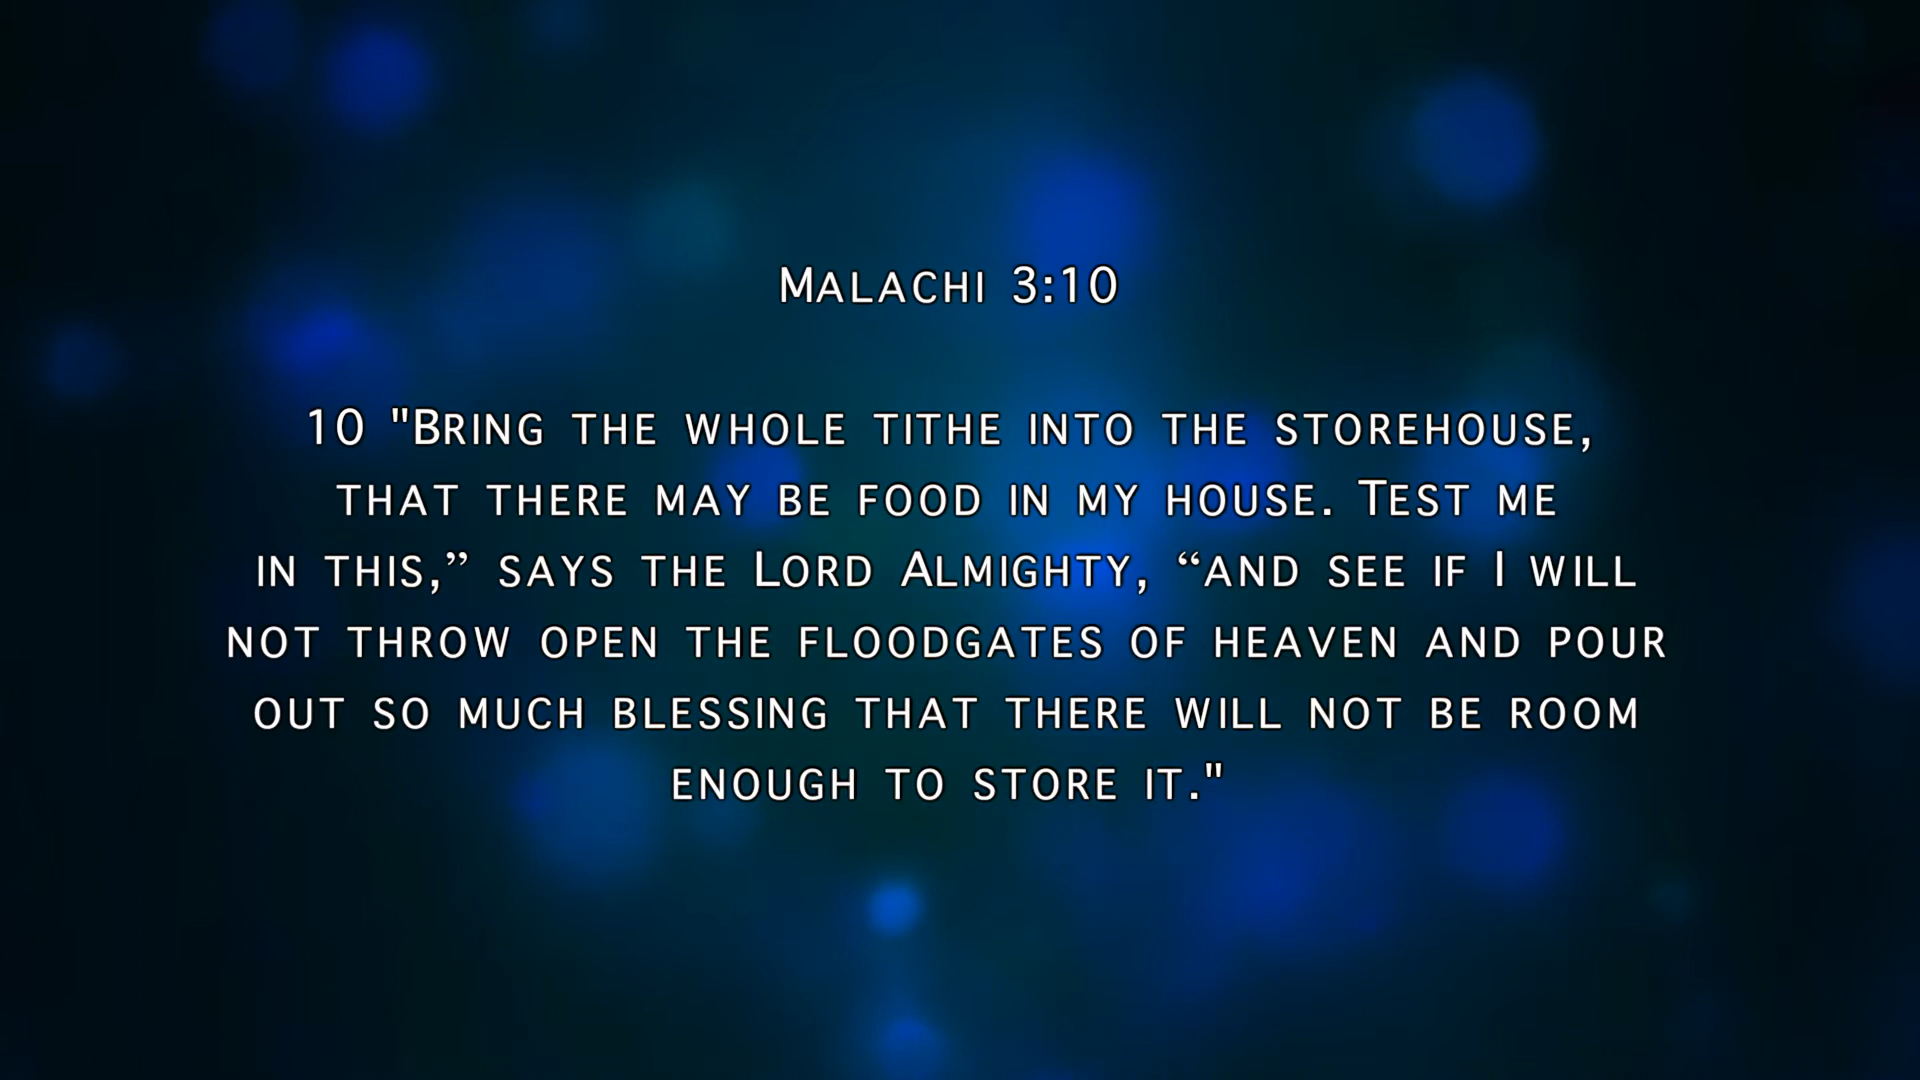 Malachi 3:10
10 "Bring the whole tithe into the storehouse,
that there may be food in my house. Test me
in this,” says the Lord Almighty, “and see if I will
not throw open the floodgates of heaven and pour
out so much blessing that there will not be room
enough to store it."